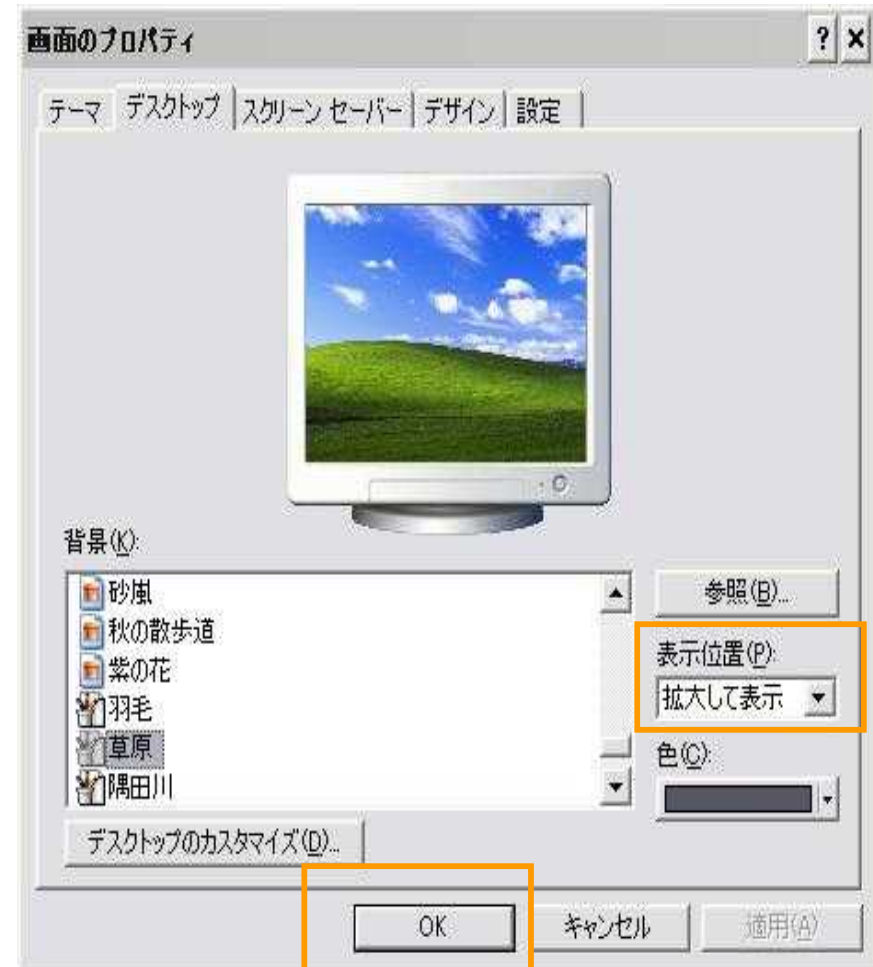 画面のプロパティ
テーマ デスクトップ スクリーン セーバー デザイン 設定
背景(K):
砂嵐
秋の散歩道
紫の花
羽毛
草原
隅田川
参照(B)...
表示位置(P):
拡大して表示
色(C):
デスクトップのカスタマイズ(D)...
OK キャンセル 適用(A)